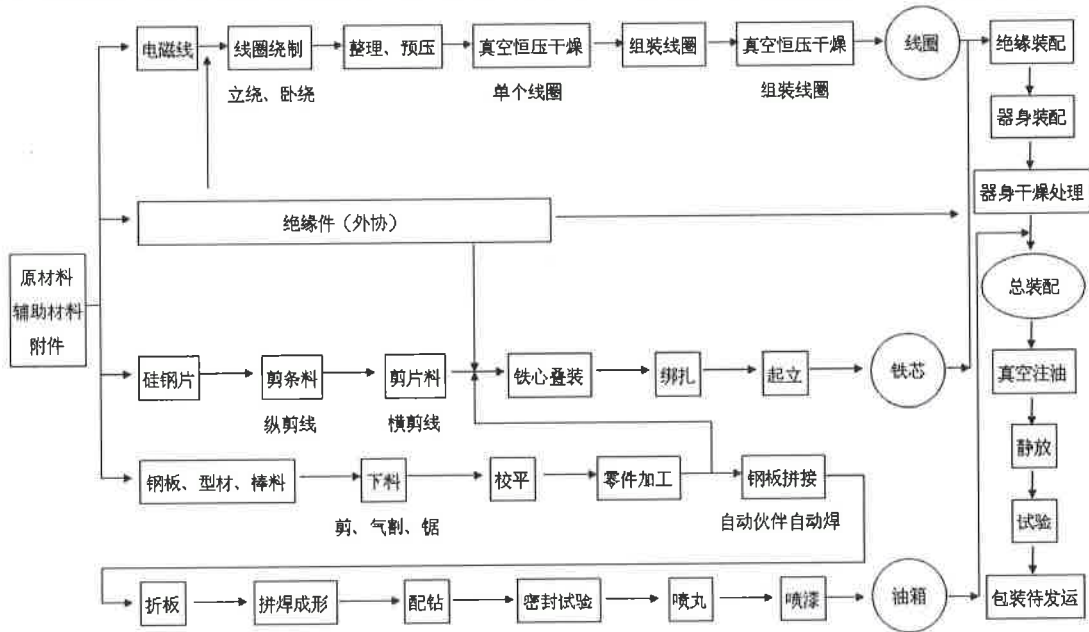 电磁线
线圈绕制
整理、预压
真空恒压干燥
组装线圈
真空恒压干燥
线圈
绝缘装配
立绕、卧绕
单个线圈
组装线圈
器身装配
器身干燥处理
绝缘件（外协）
原材料
辅助材料
附件
总装配
硅钢片
剪条料
剪片料
铁心叠装
绑扎
起立
铁芯
真空注油
纵剪线
横剪线
静放
钢板、型材、棒料
下料
校平
零件加工
钢板拼接
剪、气割、锯
自动伙伴自动焊
试验
折板
拼焊成形
配钻
密封试验
喷丸
喷漆
油箱
包装待发运